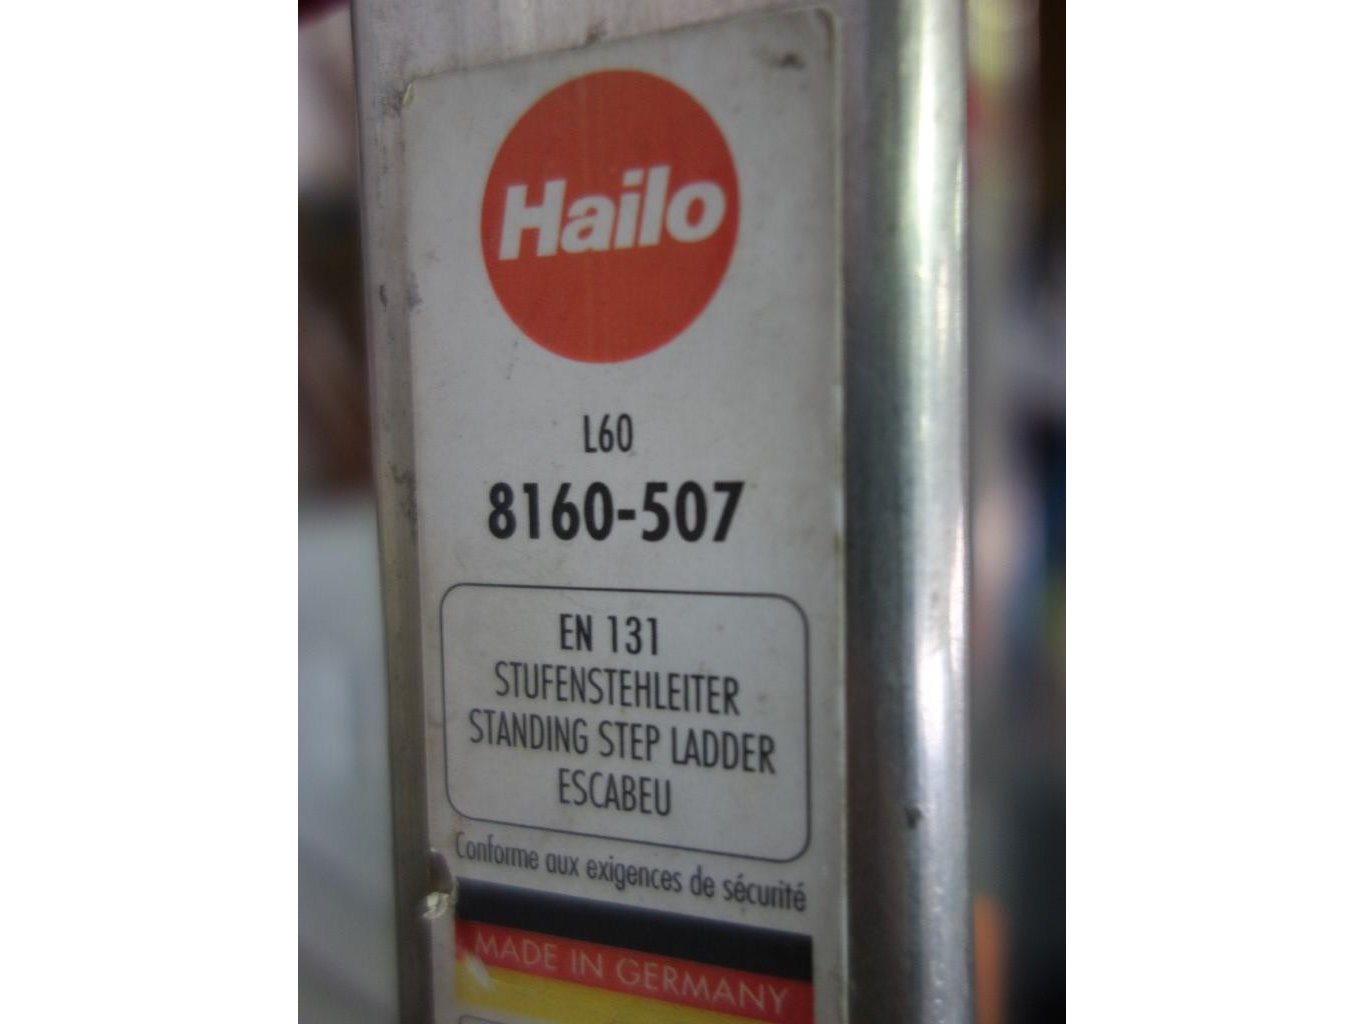 Hailo
L60
8160-507
EN 131
STUFENSTEHLEITER
STANDING STEP LADDER
ESCABEU
Conforme aux exigences de sécurité
MADE IN GERMANY